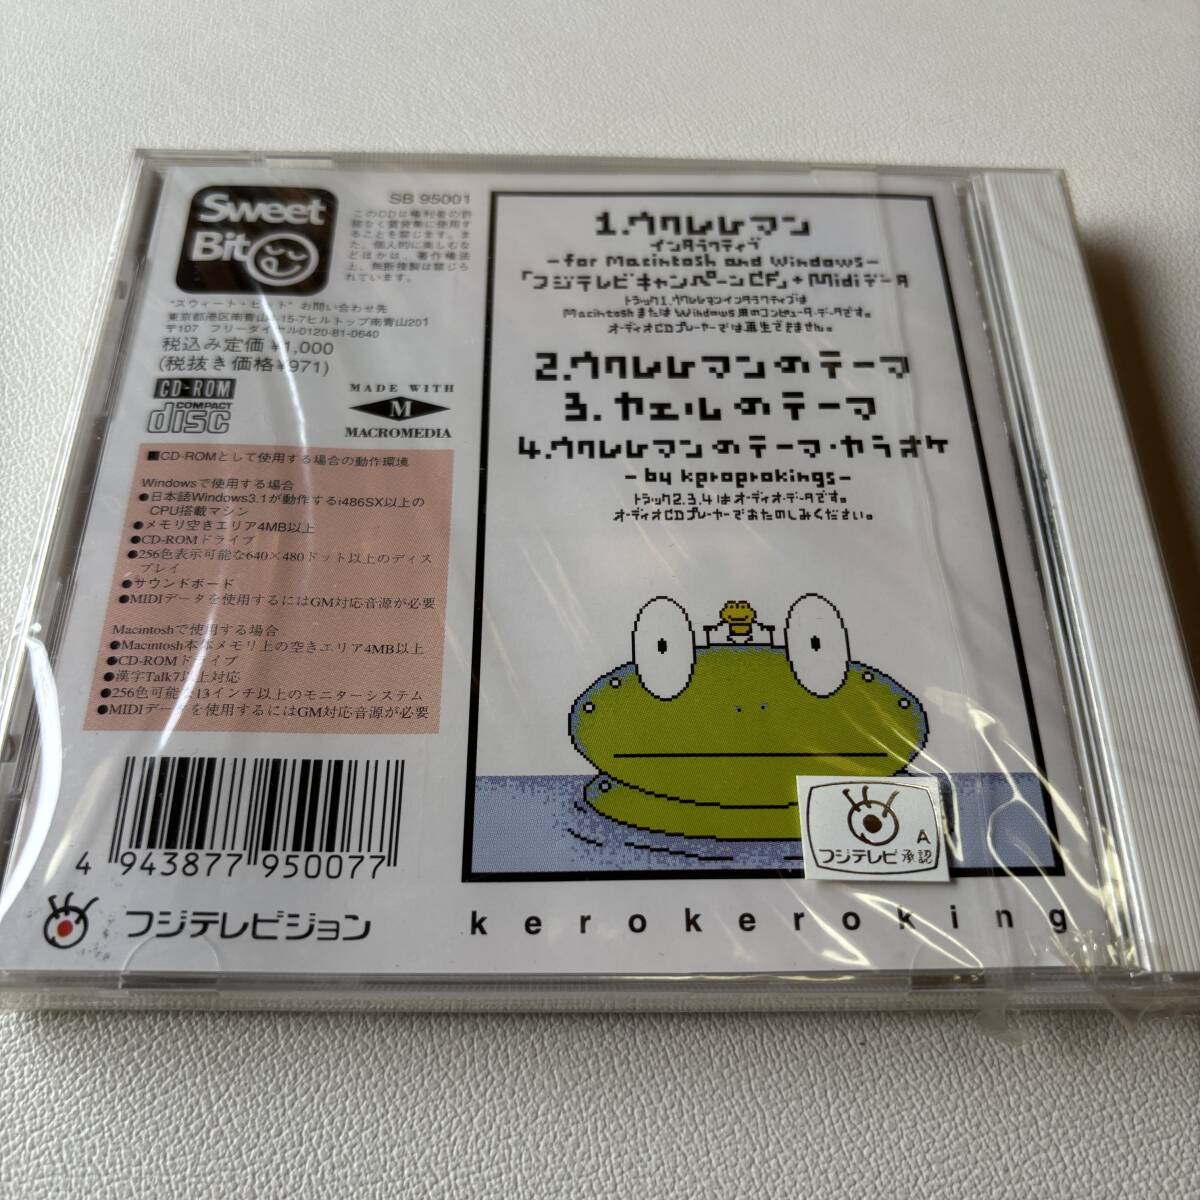 Sweet
Bit
SB 95001
このCDは権利者の許
諾なく賃貸業に使用す
ることを禁じます。ま
た、個人的に楽しむな
どほかは、著作権法
上、無断複製は禁じら
れています。
"スウィート・ビット" お問い合わせ先
東京都港区南青山 -15-7ヒルトップ南青山201
〒107 フリーダイヤル0120-81-0640
税込み定価 ¥1,000
(税抜き価格¥971)
CD-ROM
COMPACT
disc
MADE WITH
M
MACROMEDIA
■CD-ROMとして使用する場合の動作環境
Windowsで使用する場合
●日本語Windows3.1が動作するi486SX以上の
CPU搭載マシン
●メモリ空きエリア4MB以上
●CD-ROMドライブ
●256色表示可能な640×480ドット以上のディス
プレイ
●サウンドボード
●MIDIデータを使用するにはGM対応音源が必要
Macintoshで使用する場合
●Macintosh本体メモリ上の空きエリア4MB以上
●CD-ROMドライブ
●漢字Talk7以上対応
●256色可能な13インチ以上のモニターシステム
●MIDIデータを使用するにはGM対応音源が必要
4 943877 950077
フジテレビジョン
1.ウクレレマン
インタラクティブ
-for Macintosh and Windows-
「フジテレビキャンペーンCF」+Midiデータ
トラック1.ウクレレマンインタラクティブは
MacintoshまたはWindows用のコンピュータ・データです。
オーディオCDプレーヤーでは再生できません。
2.ウクレレマンのテーマ
3.カエルのテーマ
4.ウクレレマンのテーマ・カラオケ
-by keroprokings-
トラック2.3.4はオーディオ・データです。
オーディオCDプレーヤーでおたのしみください。
A
フジテレビ承認
kerokeroking